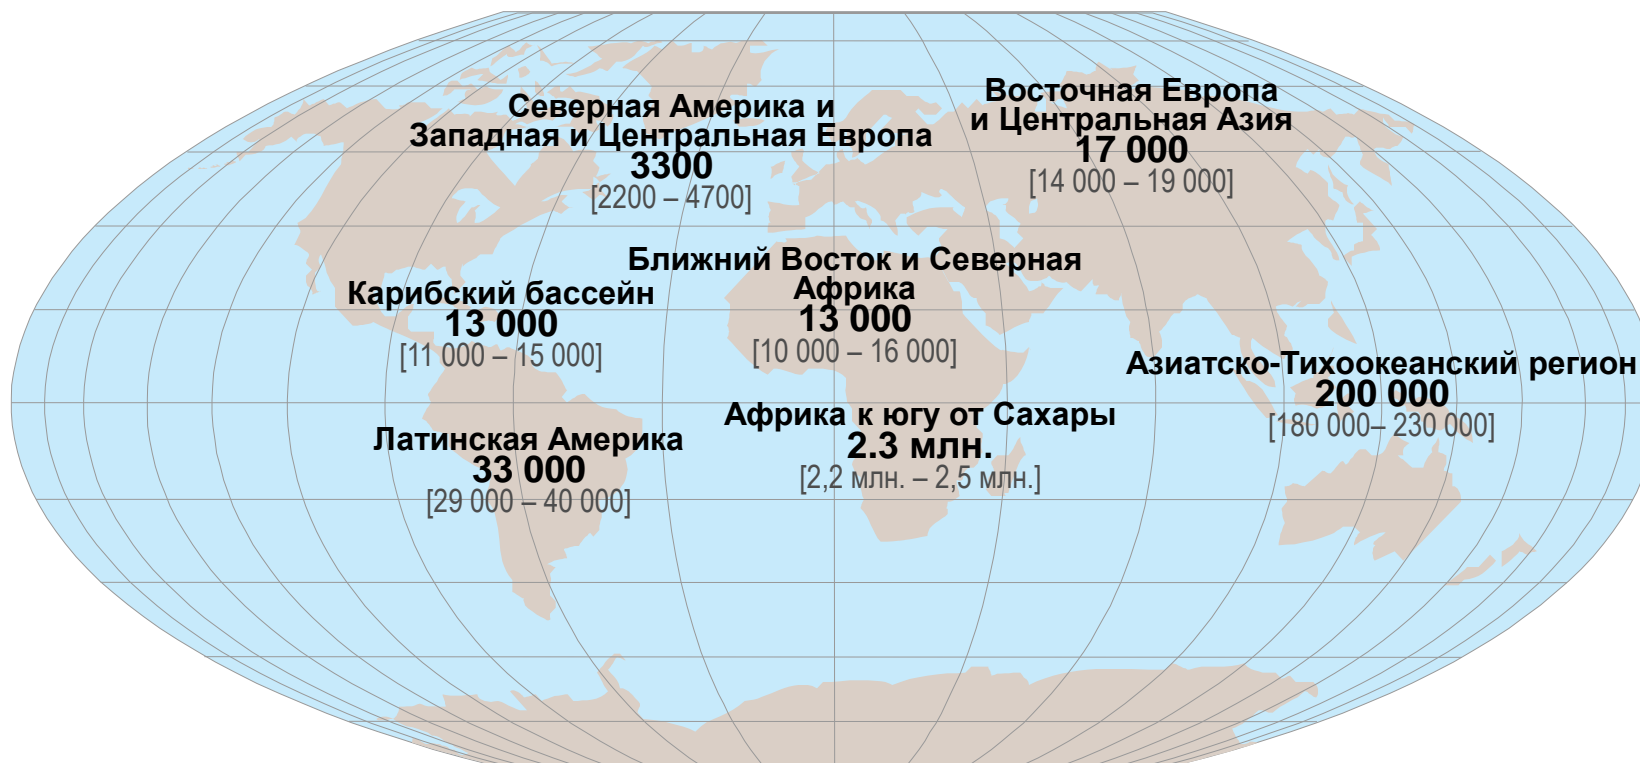 Северная Америка и
Западная и Центральная Европа
3300
[2200 – 4700]
Восточная Европа
и Центральная Азия
17 000
[14 000 – 19 000]
Ближний Восток и Северная
Африка
13 000
[10 000 – 16 000]
Карибский бассейн
13 000
[11 000 – 15 000]
Азиатско-Тихоокеанский регион
200 000
[180 000– 230 000]
Африка к югу от Сахары
2.3 млн.
[2,2 млн. – 2,5 млн.]
Латинская Америка
33 000
[29 000 – 40 000]